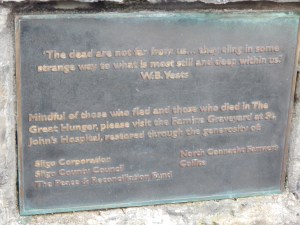 'The dead are not far from us... they cling in some
strange way to what is most still and deep within us.'
W.B. Yeats
Mindful of those who fled and those who died in The
Great Hunger, please visit the Famine Graveyard at St.
John's Hospital, restored through the generosity of:
Sligo Corporation
Sligo County Council
The Peace & Reconciliation Fund
North Connacht Farmers
Collins